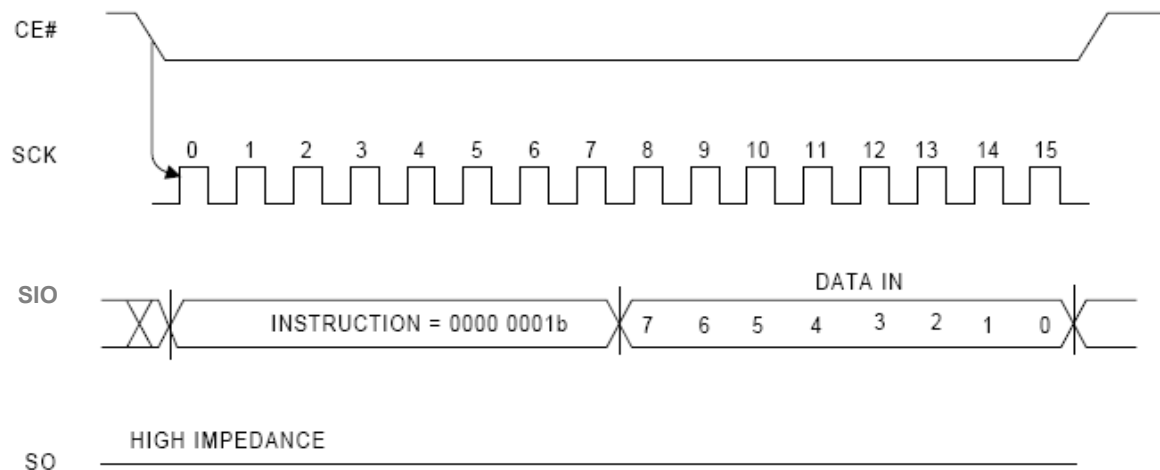 CE#
SCK 0 1 2 3 4 5 6 7 8 9 10 11 12 13 14 15
DATA IN
SIO INSTRUCTION = 0000 0001b 7 6 5 4 3 2 1 0
HIGH IMPEDANCE
SO